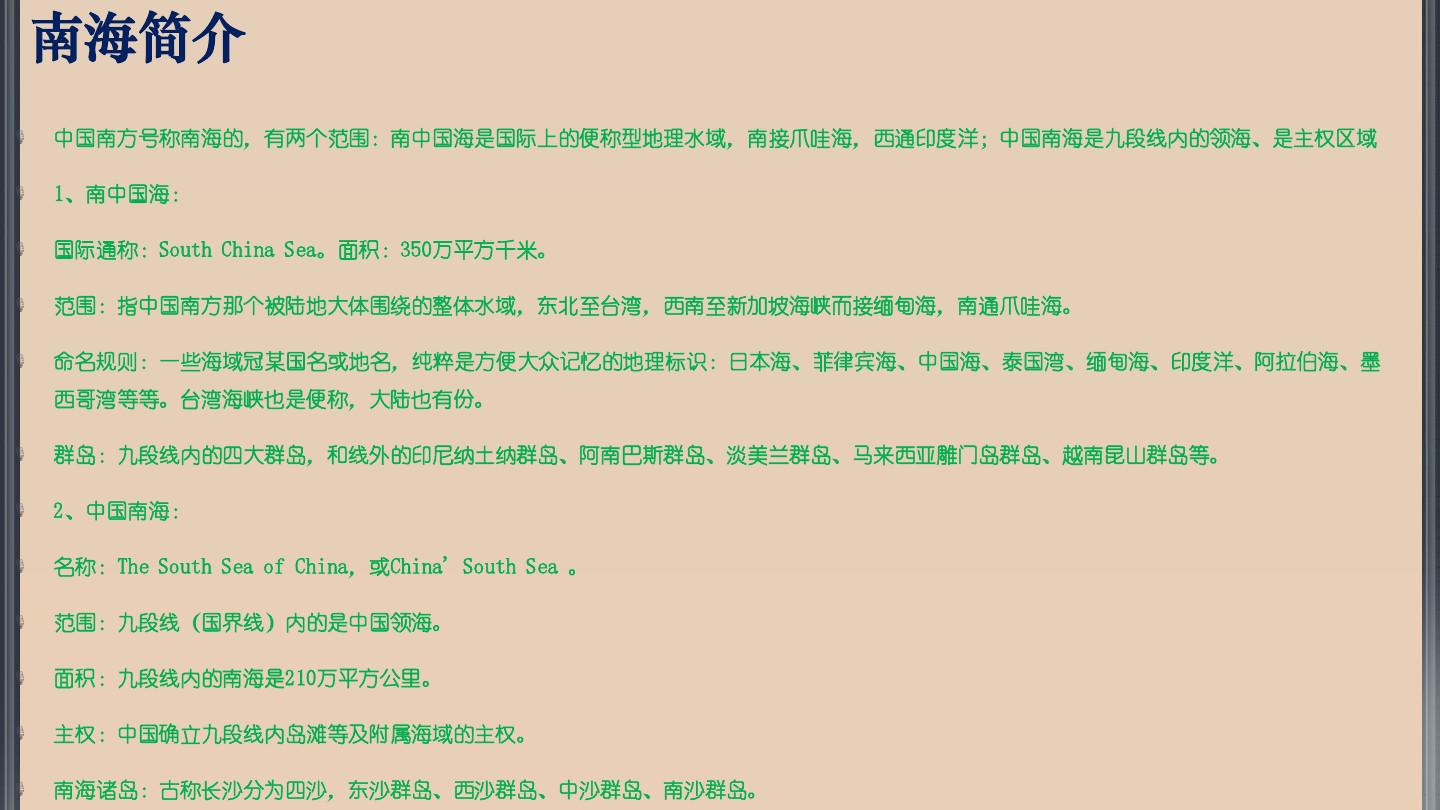 南海简介
中国南方号称南海的，有两个范围：南中国海是国际上的便称型地理水域，南接爪哇海，西通印度洋；中国南海是九段线内的领海、是主权区域
1、南中国海：
国际通称：South China Sea。面积：350万平方千米。
范围：指中国南方那个被陆地大体围绕的整体水域，东北至台湾，西南至新加坡海峡而接缅甸海，南通爪哇海。
命名规则：一些海域冠某国名或地名，纯粹是方便大众记忆的地理标识：日本海、菲律宾海、中国海、泰国湾、缅甸海、印度洋、阿拉伯海、墨
西哥湾等等。台湾海峡也是便称，大陆也有份。
群岛：九段线内的四大群岛，和线外的印尼纳土纳群岛、阿南巴斯群岛、淡美兰群岛、马来西亚雕门岛群岛、越南昆山群岛等。
2、中国南海：
名称：The South Sea of China，或China’ South Sea 。
范围：九段线（国界线）内的是中国领海。
面积：九段线内的南海是210万平方公里。
主权：中国确立九段线内岛滩等及附属海域的主权。
南海诸岛：古称长沙分为四沙，东沙群岛、西沙群岛、中沙群岛、南沙群岛。